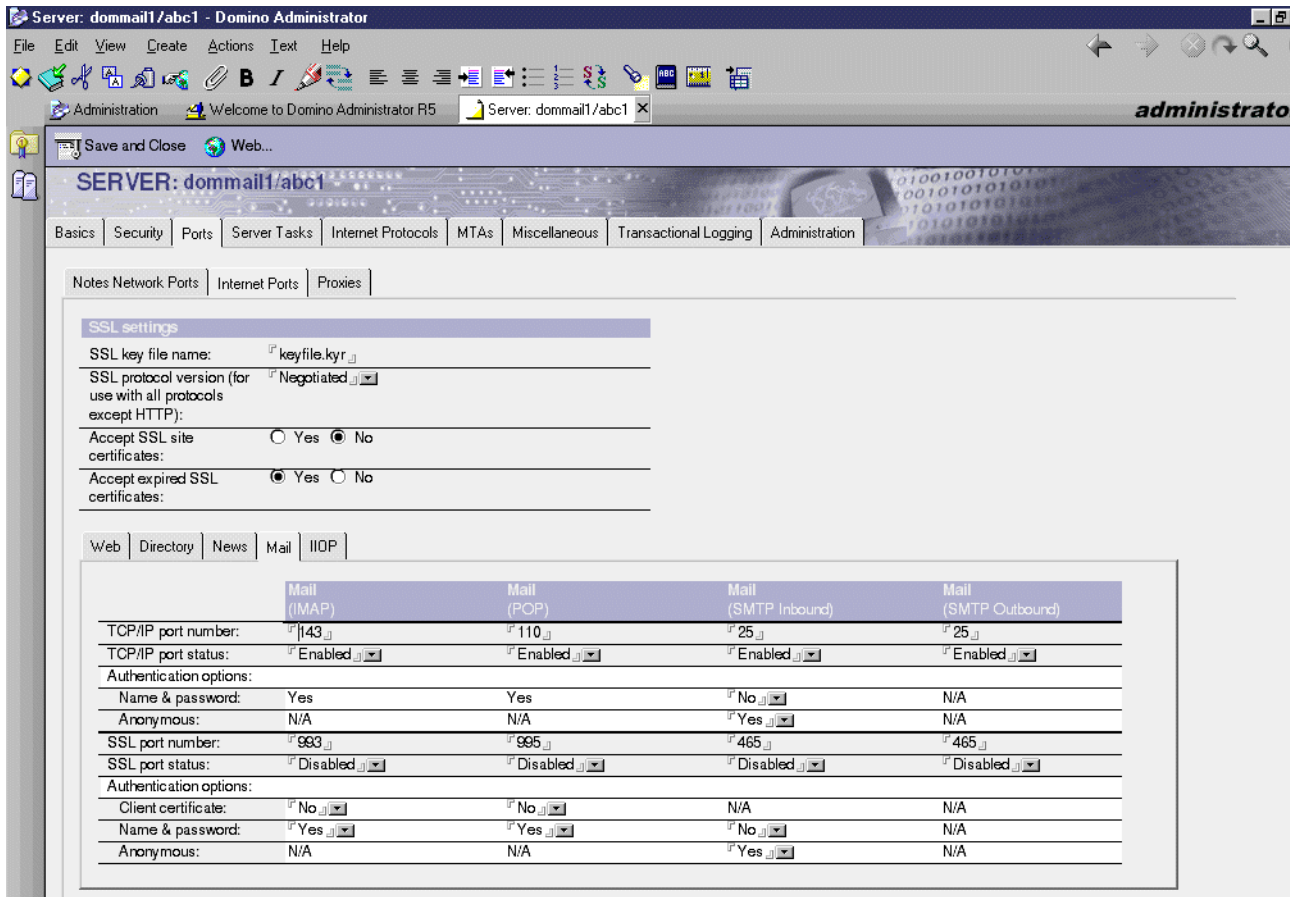 Server: dommail1/abc1 - Domino Administrator
File Edit View Create Actions Text Help
Administration Welcome to Domino Administrator R5 Server: dommail1/abc1 administrato
Save and Close Web...
SERVER: dommail1/abc1
Basics Security Ports Server Tasks Internet Protocols MTAs Miscellaneous Transactional Logging Administration
Notes Network Ports Internet Ports Proxies
SSL settings
SSL key file name: keyfile.kyr
SSL protocol version (for Negotiated
use with all protocols
except HTTP):
Accept SSL site Yes No
certificates:
Accept expired SSL Yes No
certificates:
Web Directory News Mail IIOP
Mail Mail Mail Mail
(IMAP) (POP) (SMTP Inbound) (SMTP Outbound)
TCP/IP port number: 143 110 25 25
TCP/IP port status: Enabled Enabled Enabled Enabled
Authentication options:
Name & password: Yes Yes No N/A
Anonymous: N/A N/A Yes N/A
SSL port number: 993 995 465 465
SSL port status: Disabled Disabled Disabled Disabled
Authentication options:
Client certificate: No No N/A N/A
Name & password: Yes Yes No N/A
Anonymous: N/A N/A Yes N/A